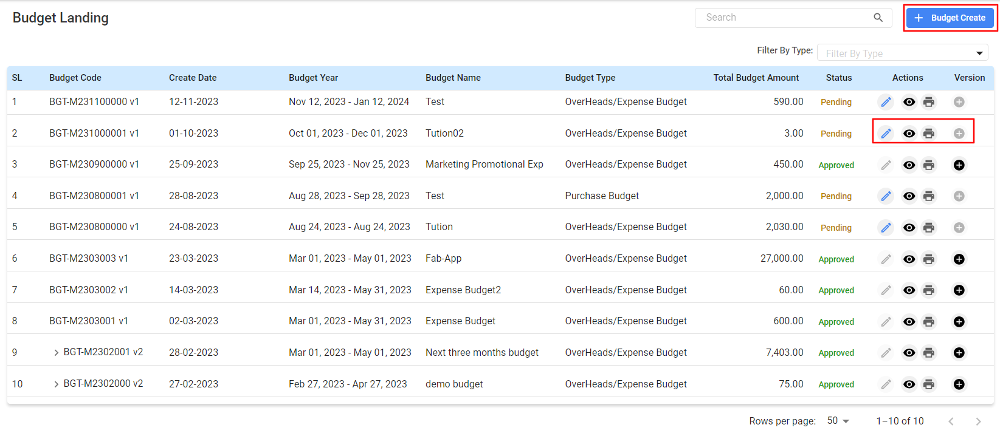 Budget Landing
Search
Budget Create
Filter By Type: Filter By Type
SL Budget Code Create Date Budget Year Budget Name Budget Type Total Budget Amount Status Actions Version
1 BGT-M231100000 v1 12-11-2023 Nov 12, 2023 - Jan 12, 2024 Test OverHeads/Expense Budget 590.00 Pending
2 BGT-M231000001 v1 01-10-2023 Oct 01, 2023 - Dec 01, 2023 Tution02 OverHeads/Expense Budget 3.00 Pending
3 BGT-M230900000 v1 25-09-2023 Sep 25, 2023 - Nov 25, 2023 Marketing Promotional Exp OverHeads/Expense Budget 450.00 Approved
4 BGT-M230800001 v1 28-08-2023 Aug 28, 2023 - Sep 28, 2023 Test Purchase Budget 2,000.00 Pending
5 BGT-M230800000 v1 24-08-2023 Aug 24, 2023 - Aug 24, 2023 Tution OverHeads/Expense Budget 2,030.00 Pending
6 BGT-M2303003 v1 23-03-2023 Mar 01, 2023 - May 01, 2023 Fab-App OverHeads/Expense Budget 27,000.00 Approved
7 BGT-M2303002 v1 14-03-2023 Mar 14, 2023 - May 31, 2023 Expense Budget2 OverHeads/Expense Budget 60.00 Approved
8 BGT-M2303001 v1 02-03-2023 Mar 01, 2023 - May 31, 2023 Expense Budget OverHeads/Expense Budget 600.00 Approved
9 BGT-M2302001 v2 28-02-2023 Mar 01, 2023 - May 01, 2023 Next three months budget OverHeads/Expense Budget 7,403.00 Approved
10 BGT-M2302000 v2 27-02-2023 Feb 27, 2023 - Apr 27, 2023 demo budget OverHeads/Expense Budget 75.00 Approved
Rows per page: 50 1–10 of 10